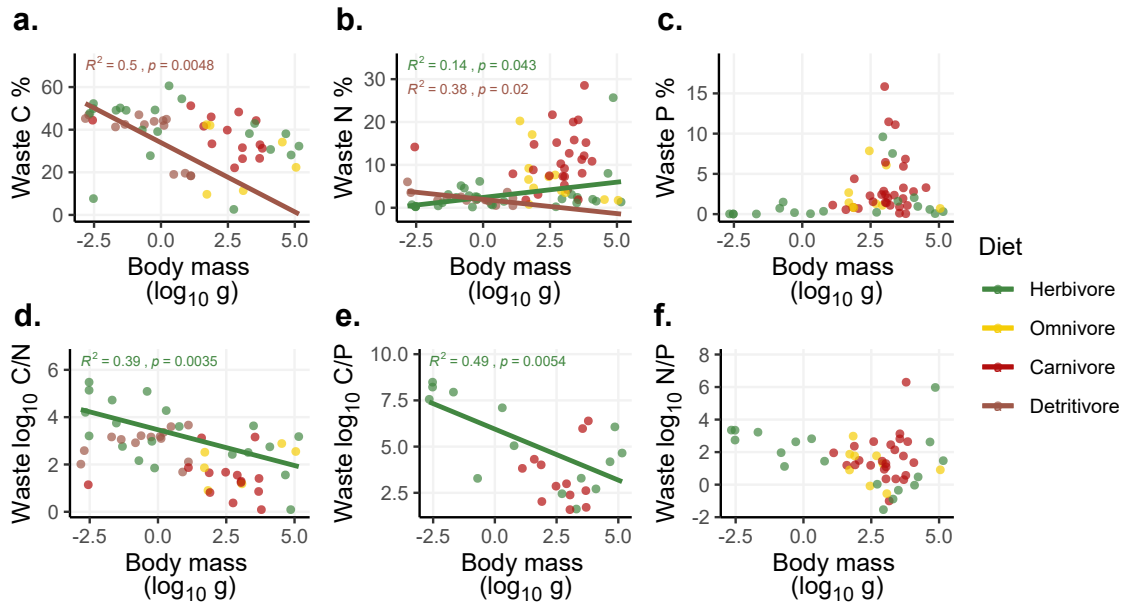 a.
R² = 0.5 , p = 0.0048
Waste C %
60
40
20
0
-2.5 0.0 2.5 5.0
Body mass
(log₁₀ g)
b.
R² = 0.14 , p = 0.043
R² = 0.38 , p = 0.02
Waste N %
30
20
10
0
-2.5 0.0 2.5 5.0
Body mass
(log₁₀ g)
c.
Waste P %
15
10
5
0
-2.5 0.0 2.5 5.0
Body mass
(log₁₀ g)
d.
R² = 0.39 , p = 0.0035
Waste log₁₀ C/N
6
4
2
0
-2.5 0.0 2.5 5.0
Body mass
(log₁₀ g)
e.
R² = 0.49 , p = 0.0054
Waste log₁₀ C/P
10.0
7.5
5.0
2.5
-2.5 0.0 2.5 5.0
Body mass
(log₁₀ g)
f.
Waste log₁₀ N/P
8
6
4
2
0
-2
-2.5 0.0 2.5 5.0
Body mass
(log₁₀ g)
Diet
Herbivore
Omnivore
Carnivore
Detritivore